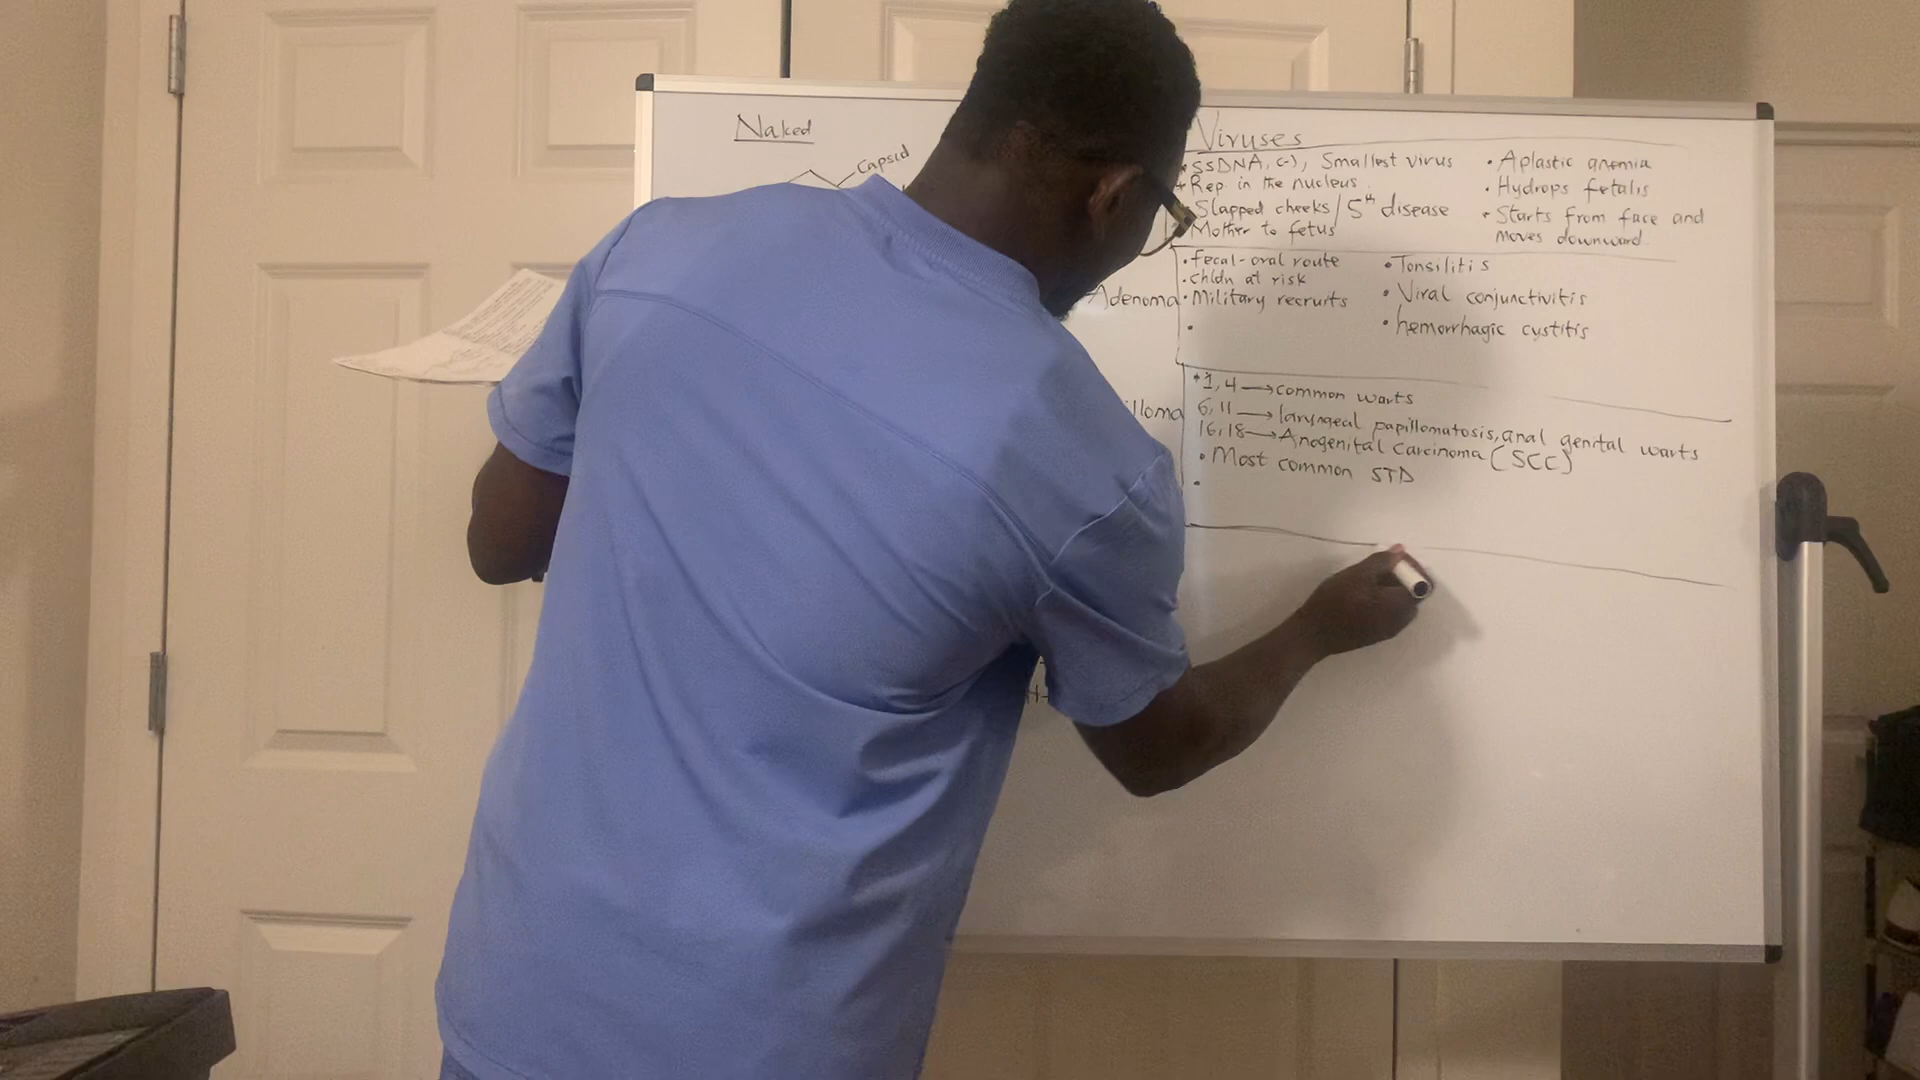 Naked
Capsid
Viruses
* ssDNA, (-), Smallest virus
* Rep. in the nucleus
Slapped cheeks / 5th disease
Mother to fetus
• Aplastic anemia
• Hydrops fetalis
• Starts from face and
moves downward.
Adenoma
• Fecal-oral route
• Chldn at risk
• Military recruits
•
• Tonsilitis
• Viral conjunctivitis
• hemorrhagic cystitis
illoma
* 1, 4 → common warts
6, 11 → laryngeal papillomatosis, anal genital warts
16, 18 → Anogenital Carcinoma (SCC)
• Most common STD
•
H-